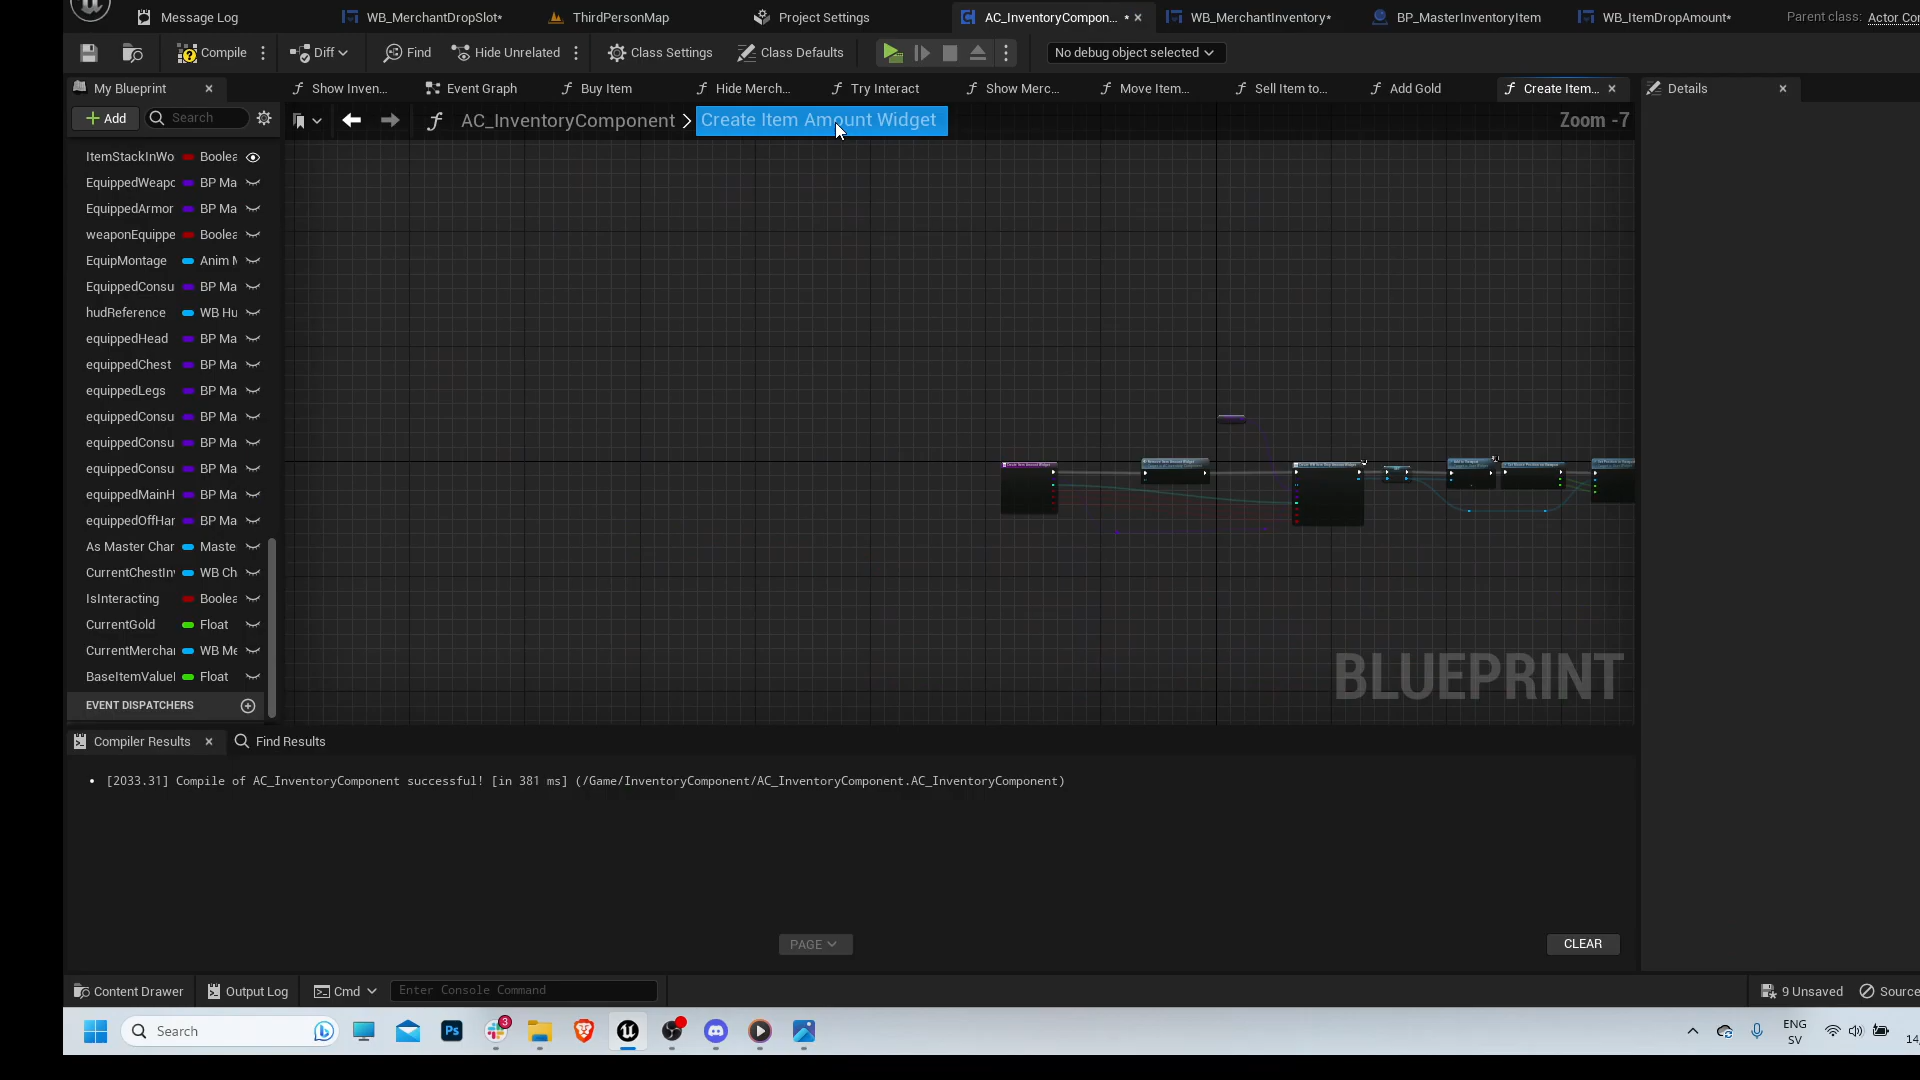 Message Log
WB_MerchantDropSlot*
ThirdPersonMap
Project Settings
AC_InventoryCompon... *
WB_MerchantInventory*
BP_MasterInventoryItem
WB_ItemDropAmount*
Parent class: Actor Co
Compile
Diff
Find
Hide Unrelated
Class Settings
Class Defaults
No debug object selected
My Blueprint
Show Inven...
Event Graph
Buy Item
Hide Merch...
Try Interact
Show Merc...
Move Item...
Sell Item to...
Add Gold
Create Item...
Details
Add
Search
AC_InventoryComponent > Create Item Amount Widget
Zoom -7
ItemStackInWo Boolea
EquippedWeapo BP Ma
EquippedArmor BP Ma
weaponEquippe Boolea
EquipMontage Anim M
EquippedConsu BP Ma
hudReference WB Hu
equippedHead BP Ma
equippedChest BP Ma
equippedLegs BP Ma
equippedConsu BP Ma
equippedConsu BP Ma
equippedConsu BP Ma
equippedMainH BP Ma
equippedOffHar BP Ma
As Master Char Maste
CurrentChestIn WB Ch
IsInteracting Boolea
CurrentGold Float
CurrentMercha WB Me
BaseItemValue Float
EVENT DISPATCHERS
BLUEPRINT
Compiler Results
Find Results
• [2033.31] Compile of AC_InventoryComponent successful! [in 381 ms] (/Game/InventoryComponent/AC_InventoryComponent.AC_InventoryComponent)
PAGE
CLEAR
Content Drawer
Output Log
Cmd
Enter Console Command
9 Unsaved
Source
Search
Ps
3
ENG
SV
14